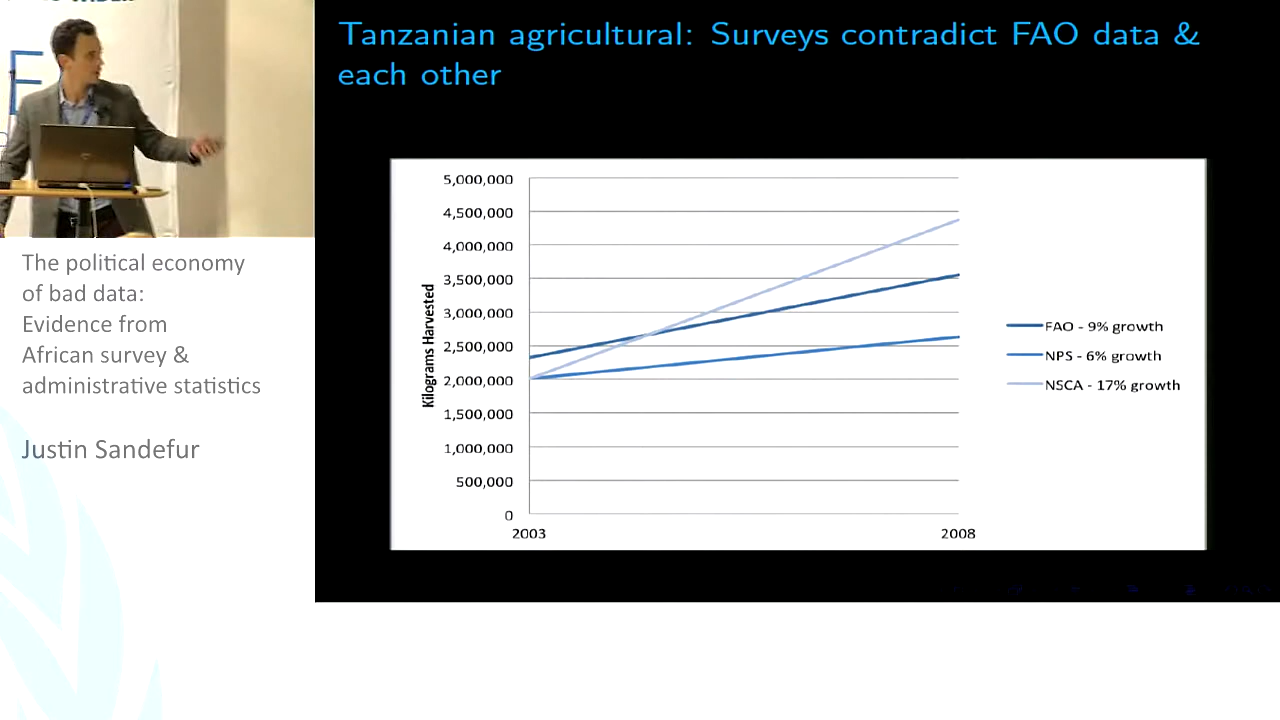 Tanzanian agricultural: Surveys contradict FAO data &
each other
The political economy
of bad data:
Evidence from
African survey &
administrative statistics
Justin Sandefur
Kilograms Harvested
5,000,000
4,500,000
4,000,000
3,500,000
3,000,000
2,500,000
2,000,000
1,500,000
1,000,000
500,000
0
2003
2008
FAO - 9% growth
NPS - 6% growth
NSCA - 17% growth